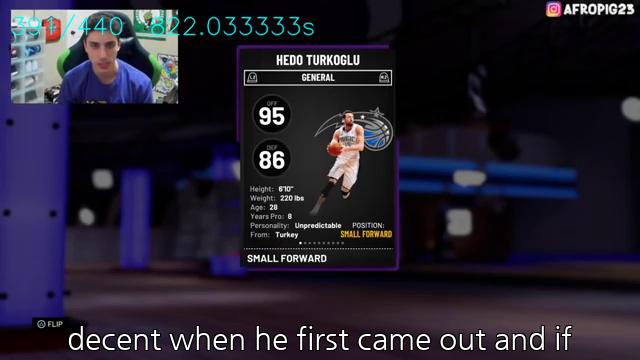 391/440 -822.033333s
AFROPIG23
HEDO TURKOGLU
GENERAL
OFF
95
DEF
86
Height: 6'10"
Weight: 220 lbs
Age: 28
Years Pro: 8
Personality: Unpredictable
POSITION:
From: Turkey
SMALL FORWARD
SMALL FORWARD
FLIP
decent when he first came out and if